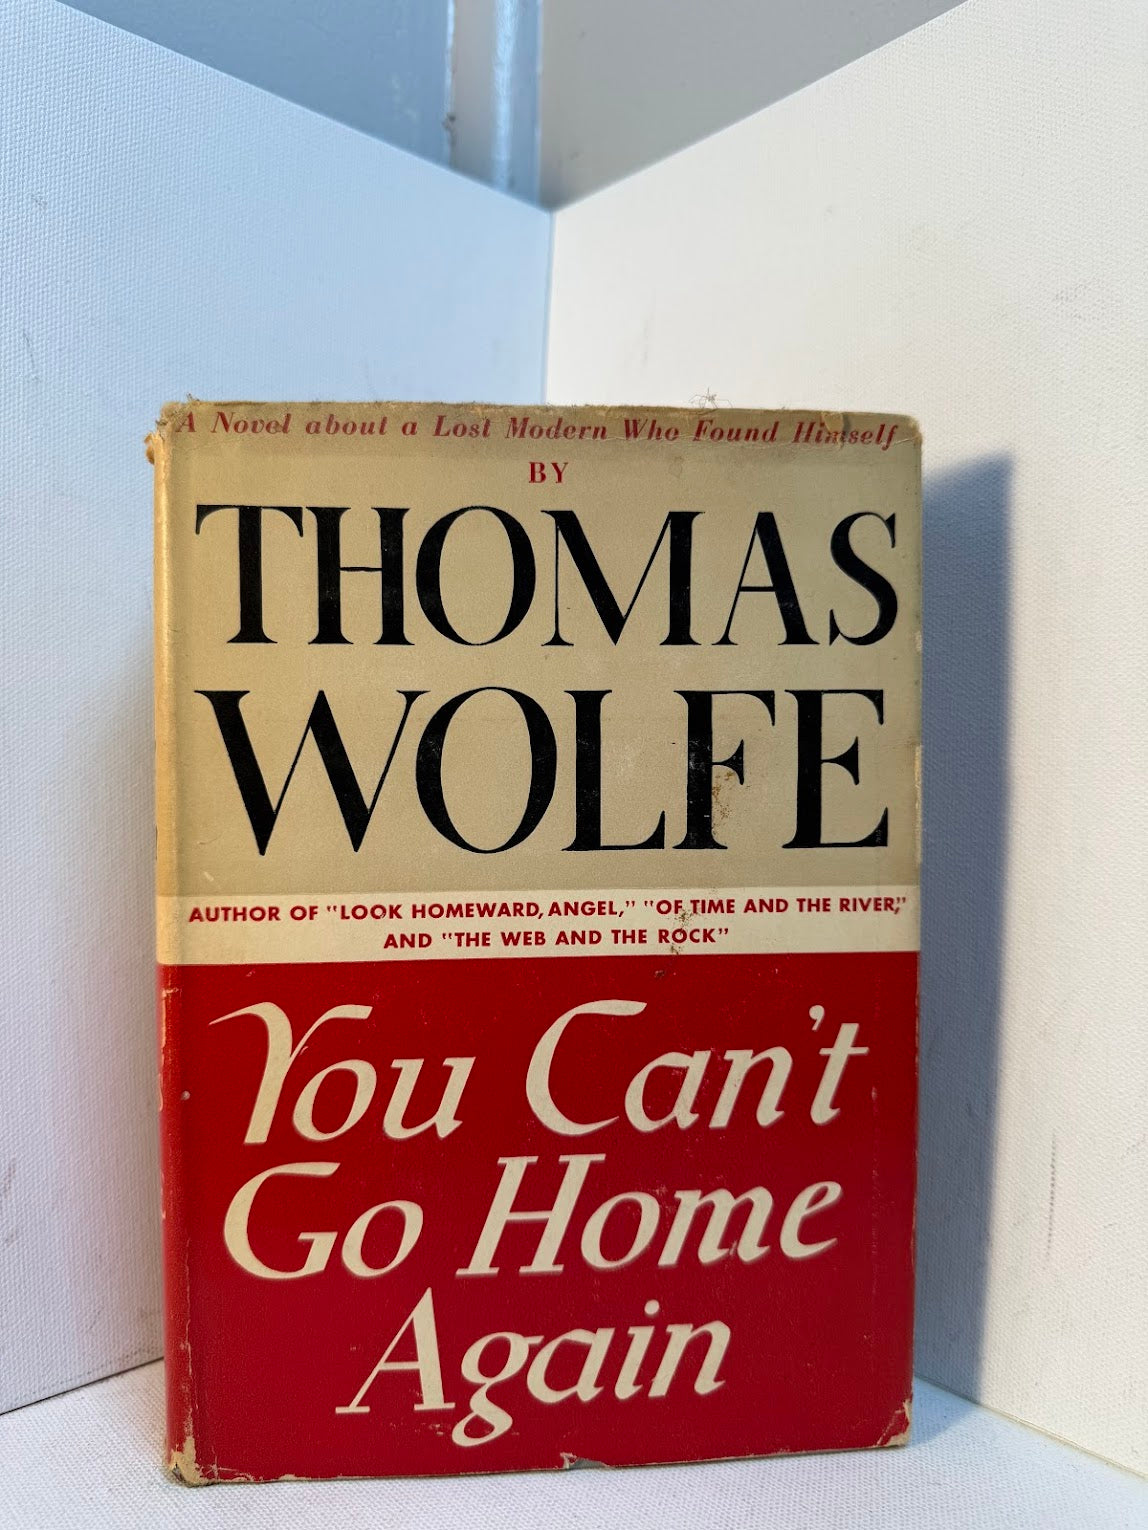 A Novel about a Lost Modern Who Found Himself
BY
THOMAS
WOLFE
AUTHOR OF "LOOK HOMEWARD, ANGEL," "OF TIME AND THE RIVER,"
AND "THE WEB AND THE ROCK"
You Can't
Go Home
Again